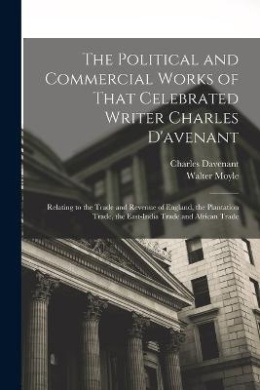 The Political and
Commercial Works of
That Celebrated
Writer Charles
D'avenant
Relating to the Trade and Revenue of England, the Plantation
Trade, the East-India Trade and African Trade
Charles Davenant
Walter Moyle